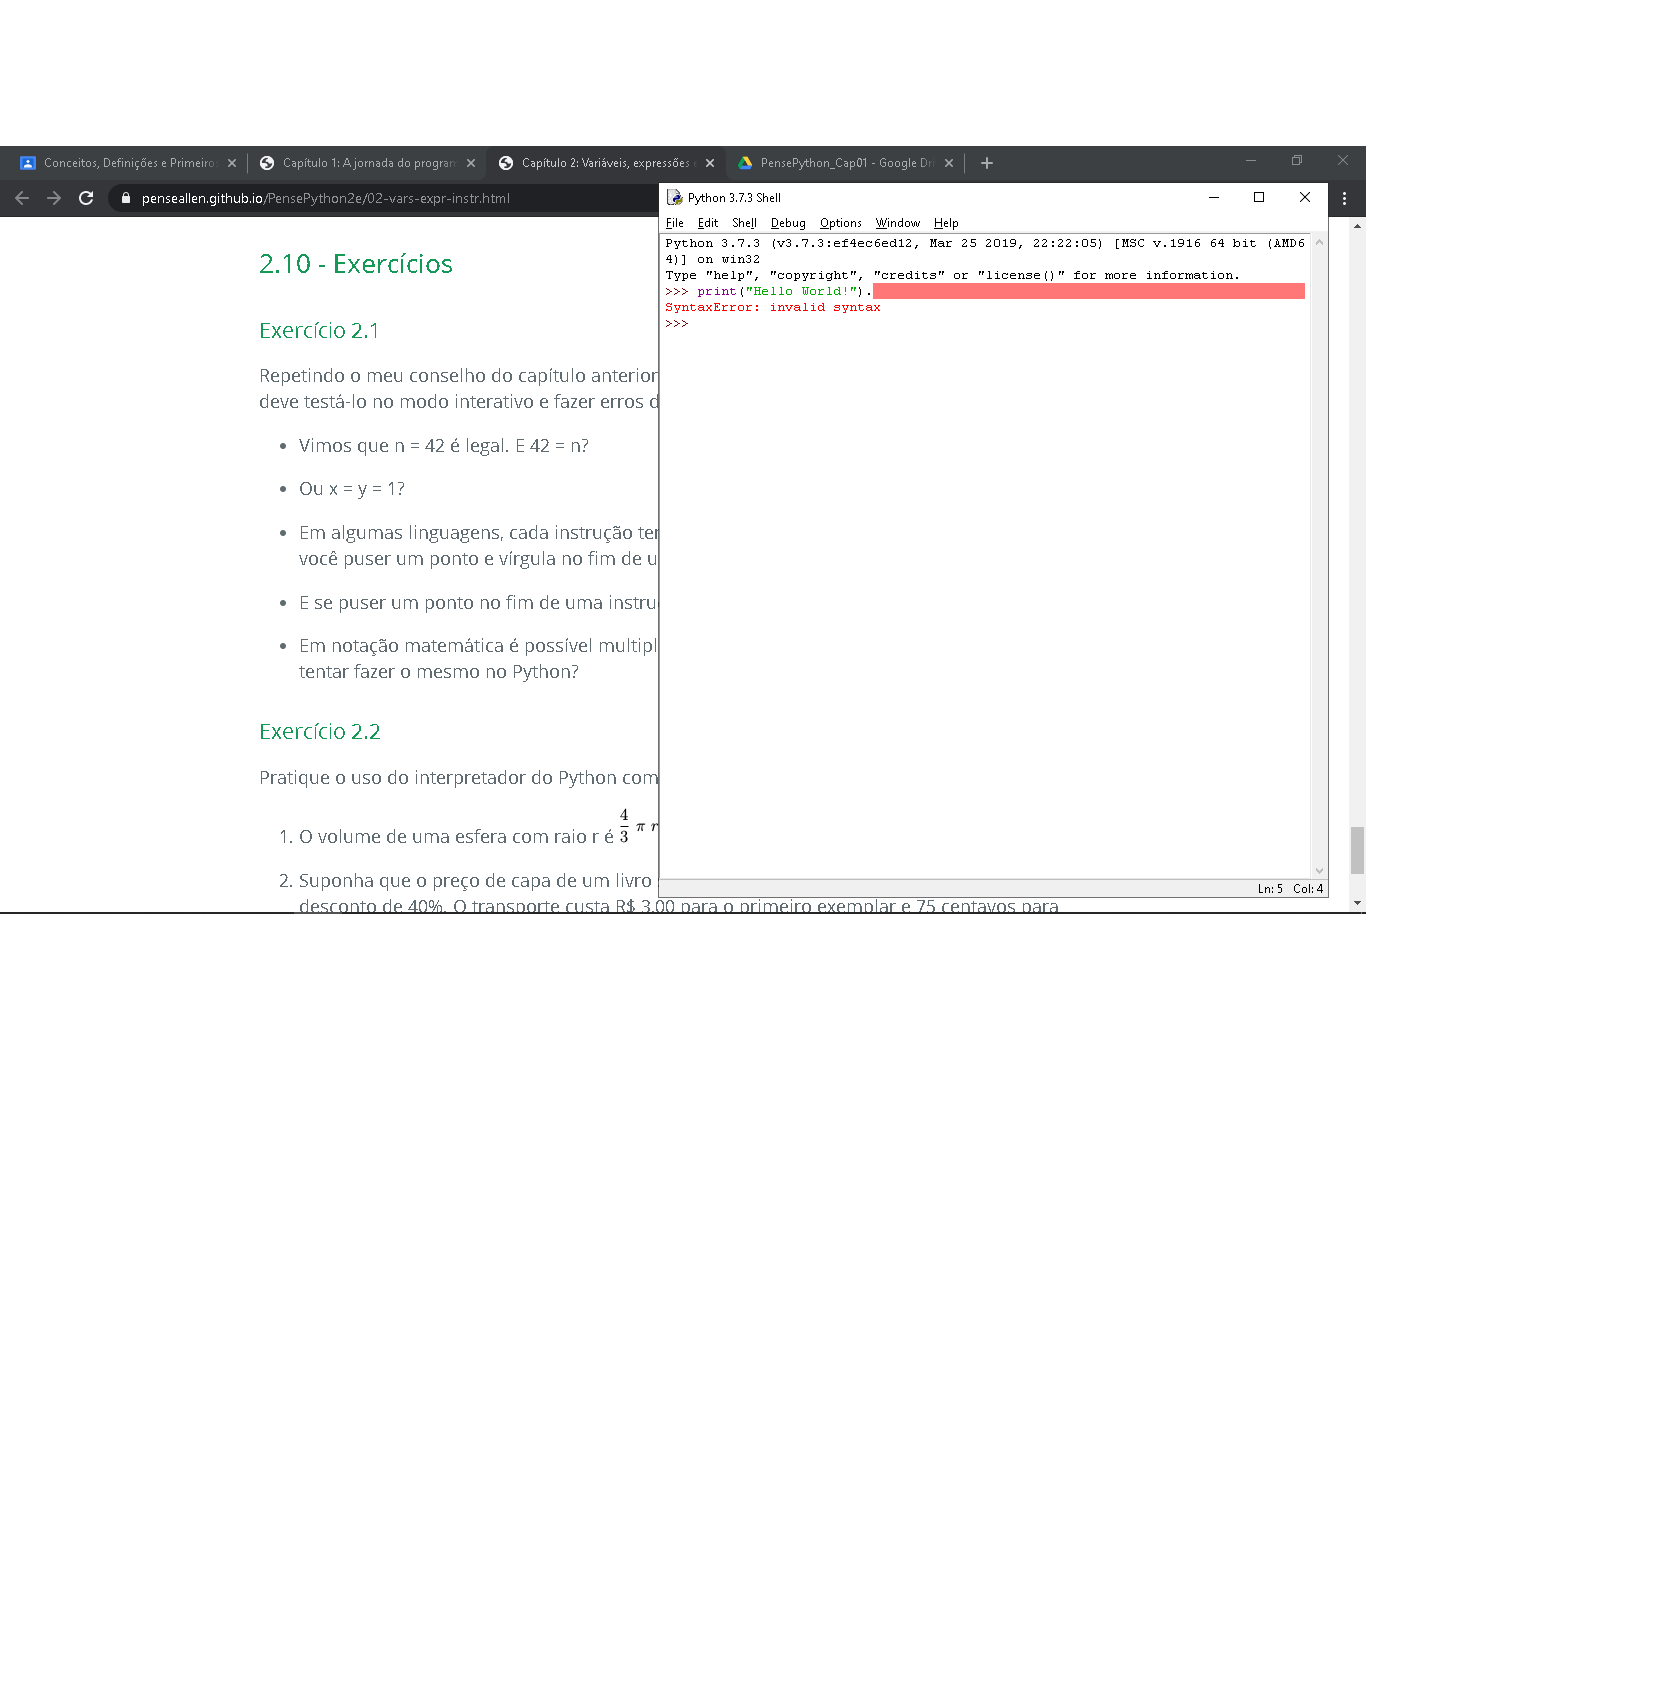 Conceitos, Definições e Primeiro
Capítulo 1: A jornada do program
Capítulo 2: Variáveis, expressões
PensePython_Cap01 - Google Dri
penseallen.github.io/PensePython2e/02-vars-expr-instr.html
2.10 - Exercícios
Exercício 2.1
Repetindo o meu conselho do capítulo anterior
deve testá-lo no modo interativo e fazer erros d
Vimos que n = 42 é legal. E 42 = n?
Ou x = y = 1?
Em algumas linguagens, cada instrução ter
você puser um ponto e vírgula no fim de u
E se puser um ponto no fim de uma instru
Em notação matemática é possível multipl
tentar fazer o mesmo no Python?
Exercício 2.2
Pratique o uso do interpretador do Python com
1. O volume de uma esfera com raio r é 4/3 π r
2. Suponha que o preço de capa de um livro
desconto de 40%. O transporte custa R$ 3,00 para o primeiro exemplar e 75 centavos para
Python 3.7.3 Shell
File Edit Shell Debug Options Window Help
Python 3.7.3 (v3.7.3:ef4ec6ed12, Mar 25 2019, 22:22:05) [MSC v.1916 64 bit (AMD6
4)] on win32
Type "help", "copyright", "credits" or "license()" for more information.
>>> print("Hello World!").
SyntaxError: invalid syntax
>>>
Ln: 5 Col: 4